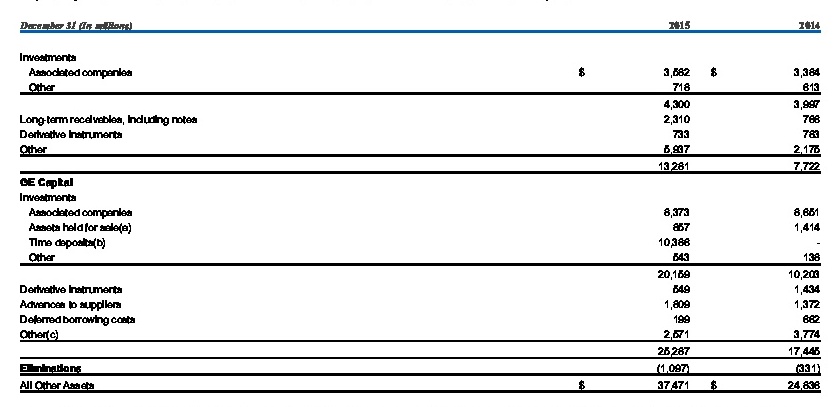 December 31 (In millions) 2015 2014
Investments
Associated companies $ 3,582 $ 3,384
Other 718 613
4,300 3,997
Long-term receivables, including notes 2,310 766
Derivative instruments 733 783
Other 5,937 2,175
13,281 7,722
GE Capital
Investments
Associated companies 8,373 8,651
Assets held for sale(a) 857 1,414
Time deposits(b) 10,386 -
Other 543 138
20,159 10,203
Derivative instruments 549 1,434
Advances to suppliers 1,809 1,372
Deferred borrowing costs 199 662
Other(c) 2,571 3,774
25,287 17,445
Eliminations (1,097) (331)
All Other Assets $ 37,471 $ 24,836